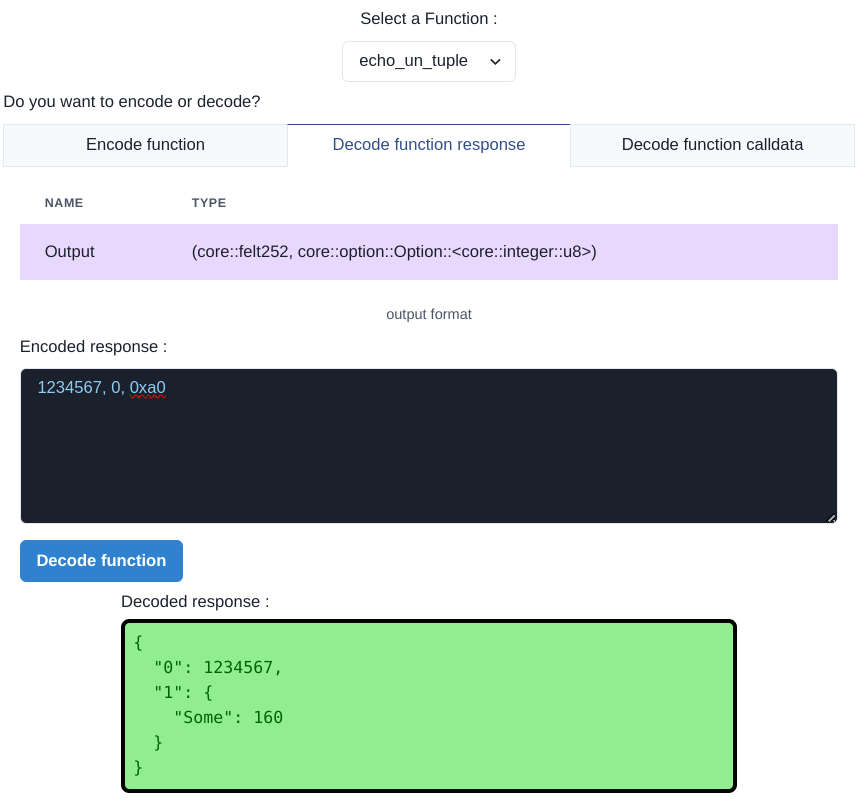 Select a Function :
echo_un_tuple
Do you want to encode or decode?
Encode function
Decode function response
Decode function calldata
NAME TYPE
Output (core::felt252, core::option::Option::<core::integer::u8>)
output format
Encoded response :
1234567, 0, 0xa0
Decode function
Decoded response :
{
  "0": 1234567,
  "1": {
    "Some": 160
  }
}